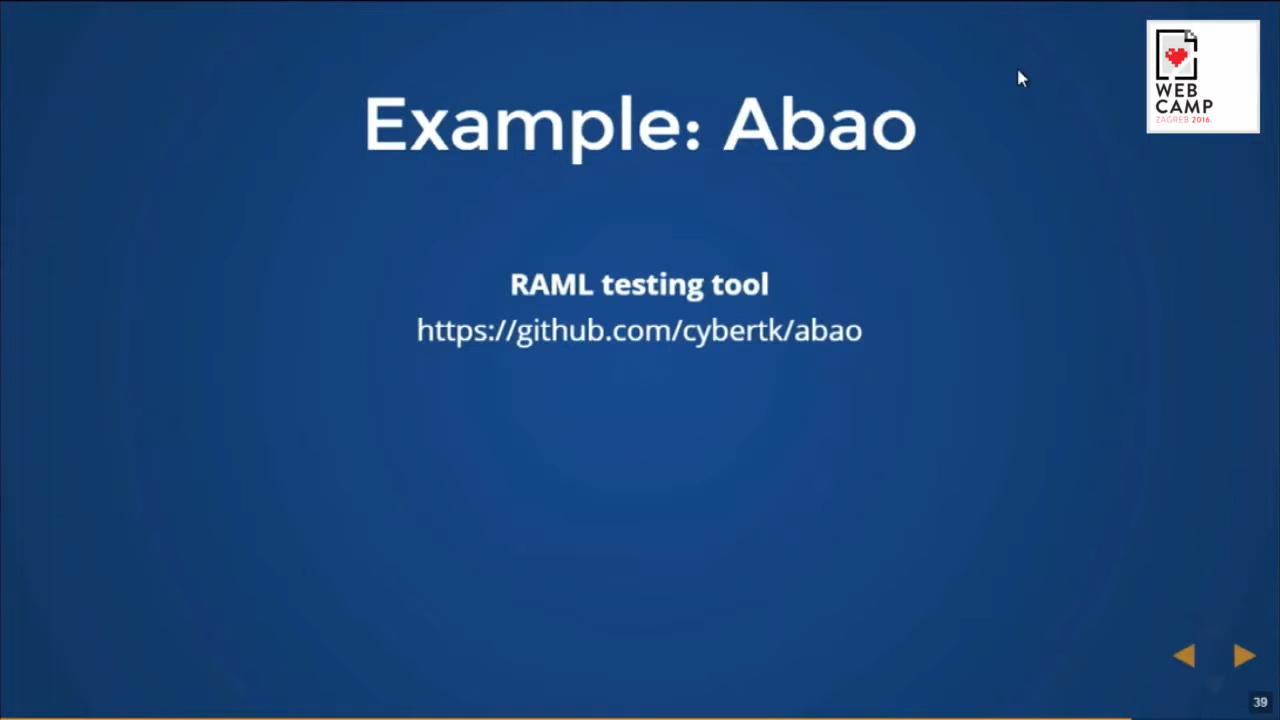 Example: Abao
RAML testing tool
https://github.com/cybertk/abao
WEB
CAMP
ZAGREB 2016.
39